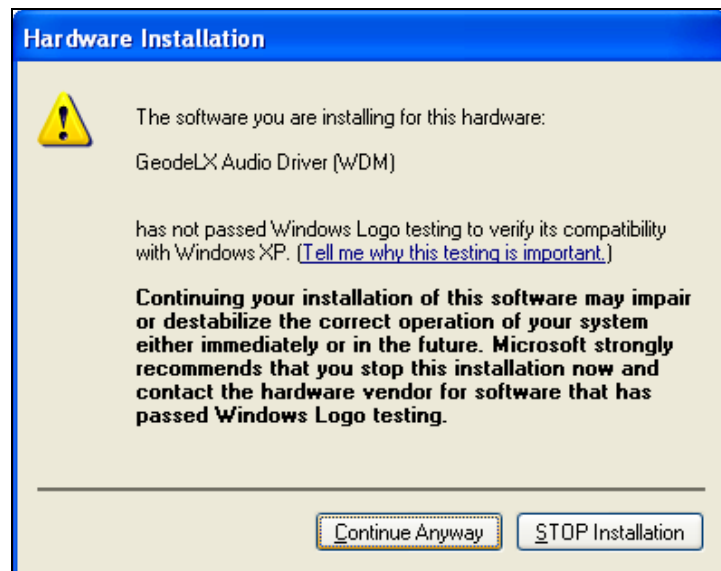 Hardware Installation
The software you are installing for this hardware:
GeodeLX Audio Driver (WDM)
has not passed Windows Logo testing to verify its compatibility
with Windows XP. (Tell me why this testing is important.)
Continuing your installation of this software may impair
or destabilize the correct operation of your system
either immediately or in the future. Microsoft strongly
recommends that you stop this installation now and
contact the hardware vendor for software that has
passed Windows Logo testing.
Continue Anyway STOP Installation